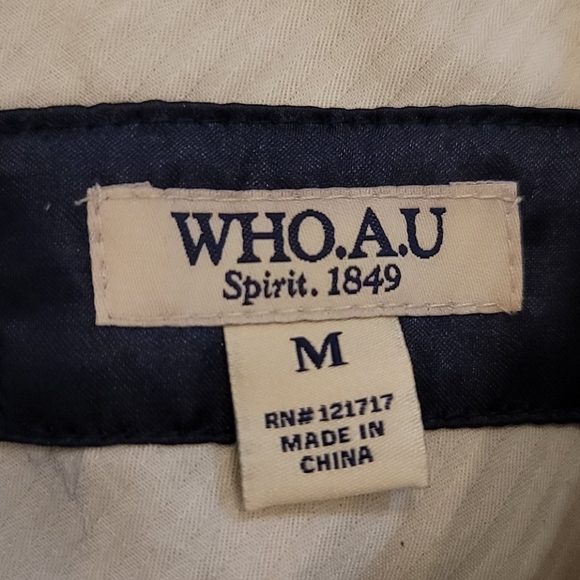 WHO.A.U
Spirit. 1849
M
RN#121717
MADE IN
CHINA